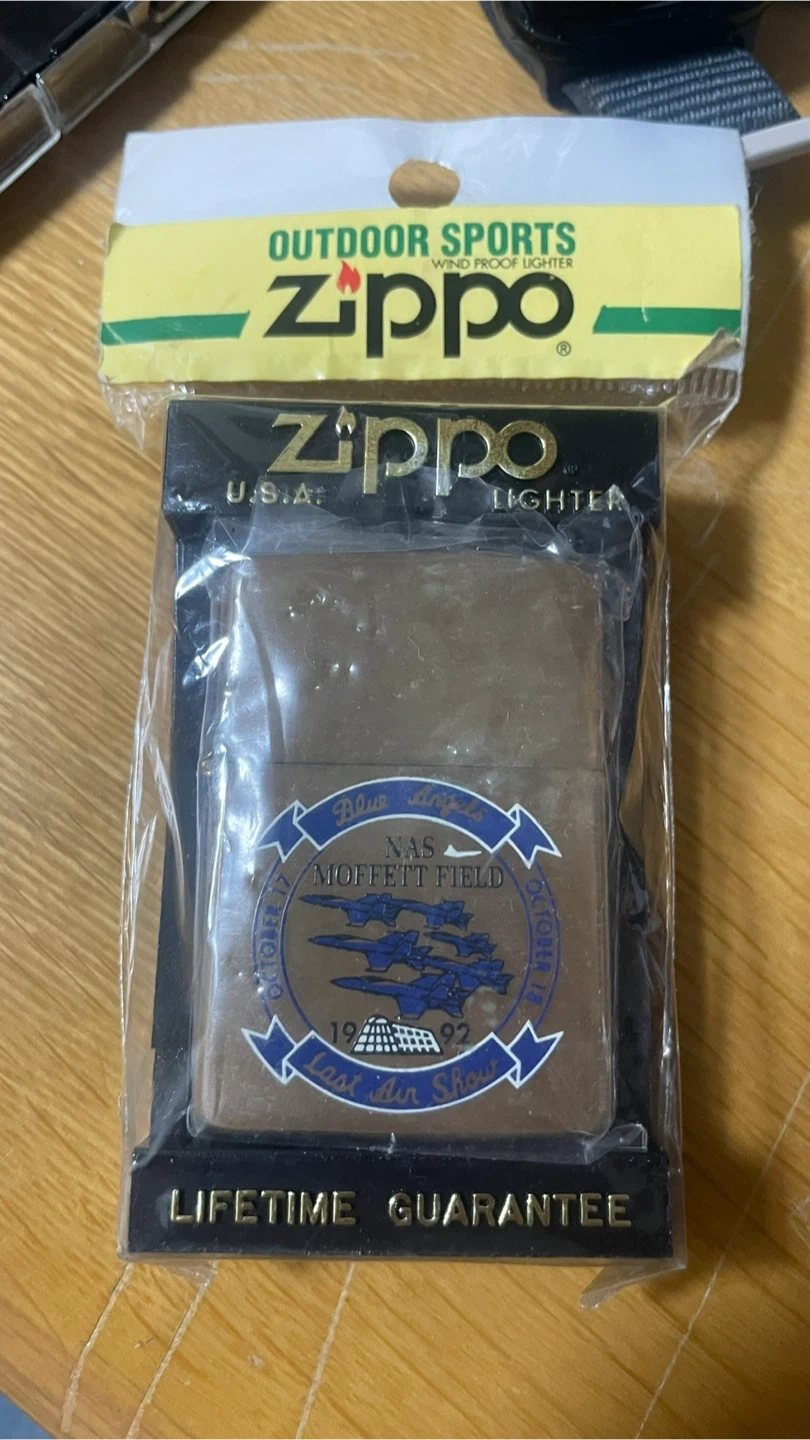 OUTDOOR SPORTS
WIND PROOF LIGHTER
Zippo
®
Zippo
U.S.A. LIGHTER
Blue Angels
NAS
MOFFETT FIELD
OCTOBER 17
OCTOBER 18
1992
Last Air Show
LIFETIME GUARANTEE